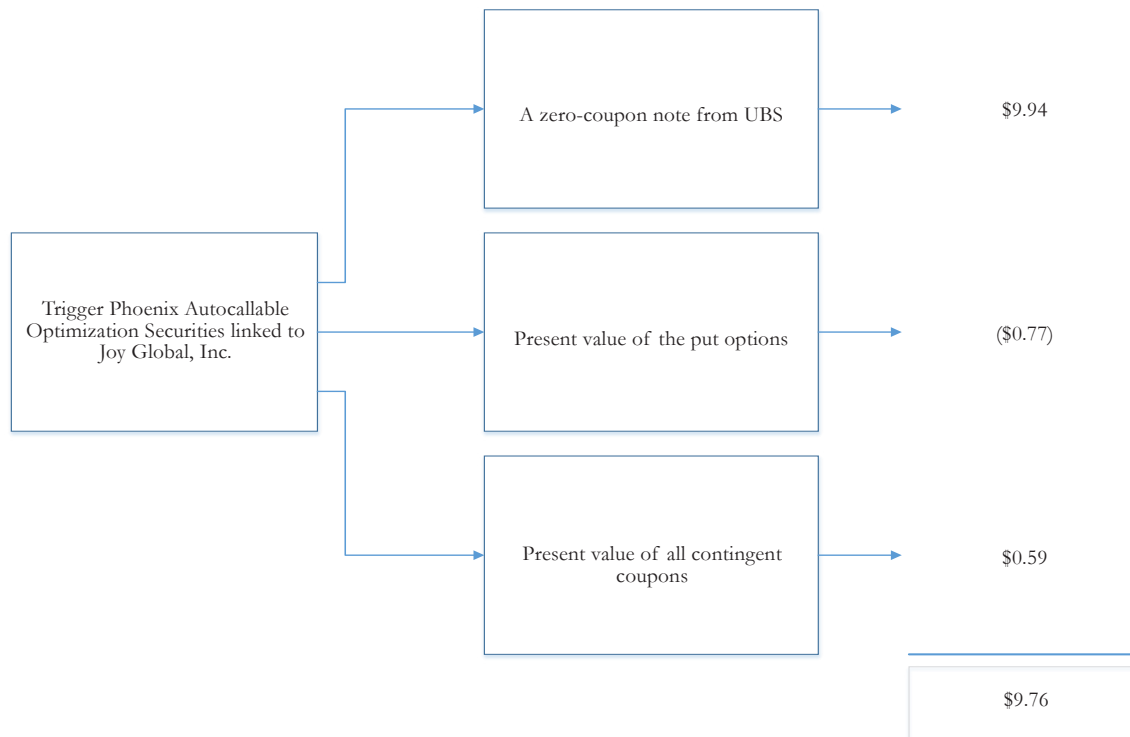 A zero-coupon note from UBS
$9.94
Trigger Phoenix Autocallable
Optimization Securities linked to
Joy Global, Inc.
Present value of the put options
($0.77)
Present value of all contingent
coupons
$0.59
$9.76